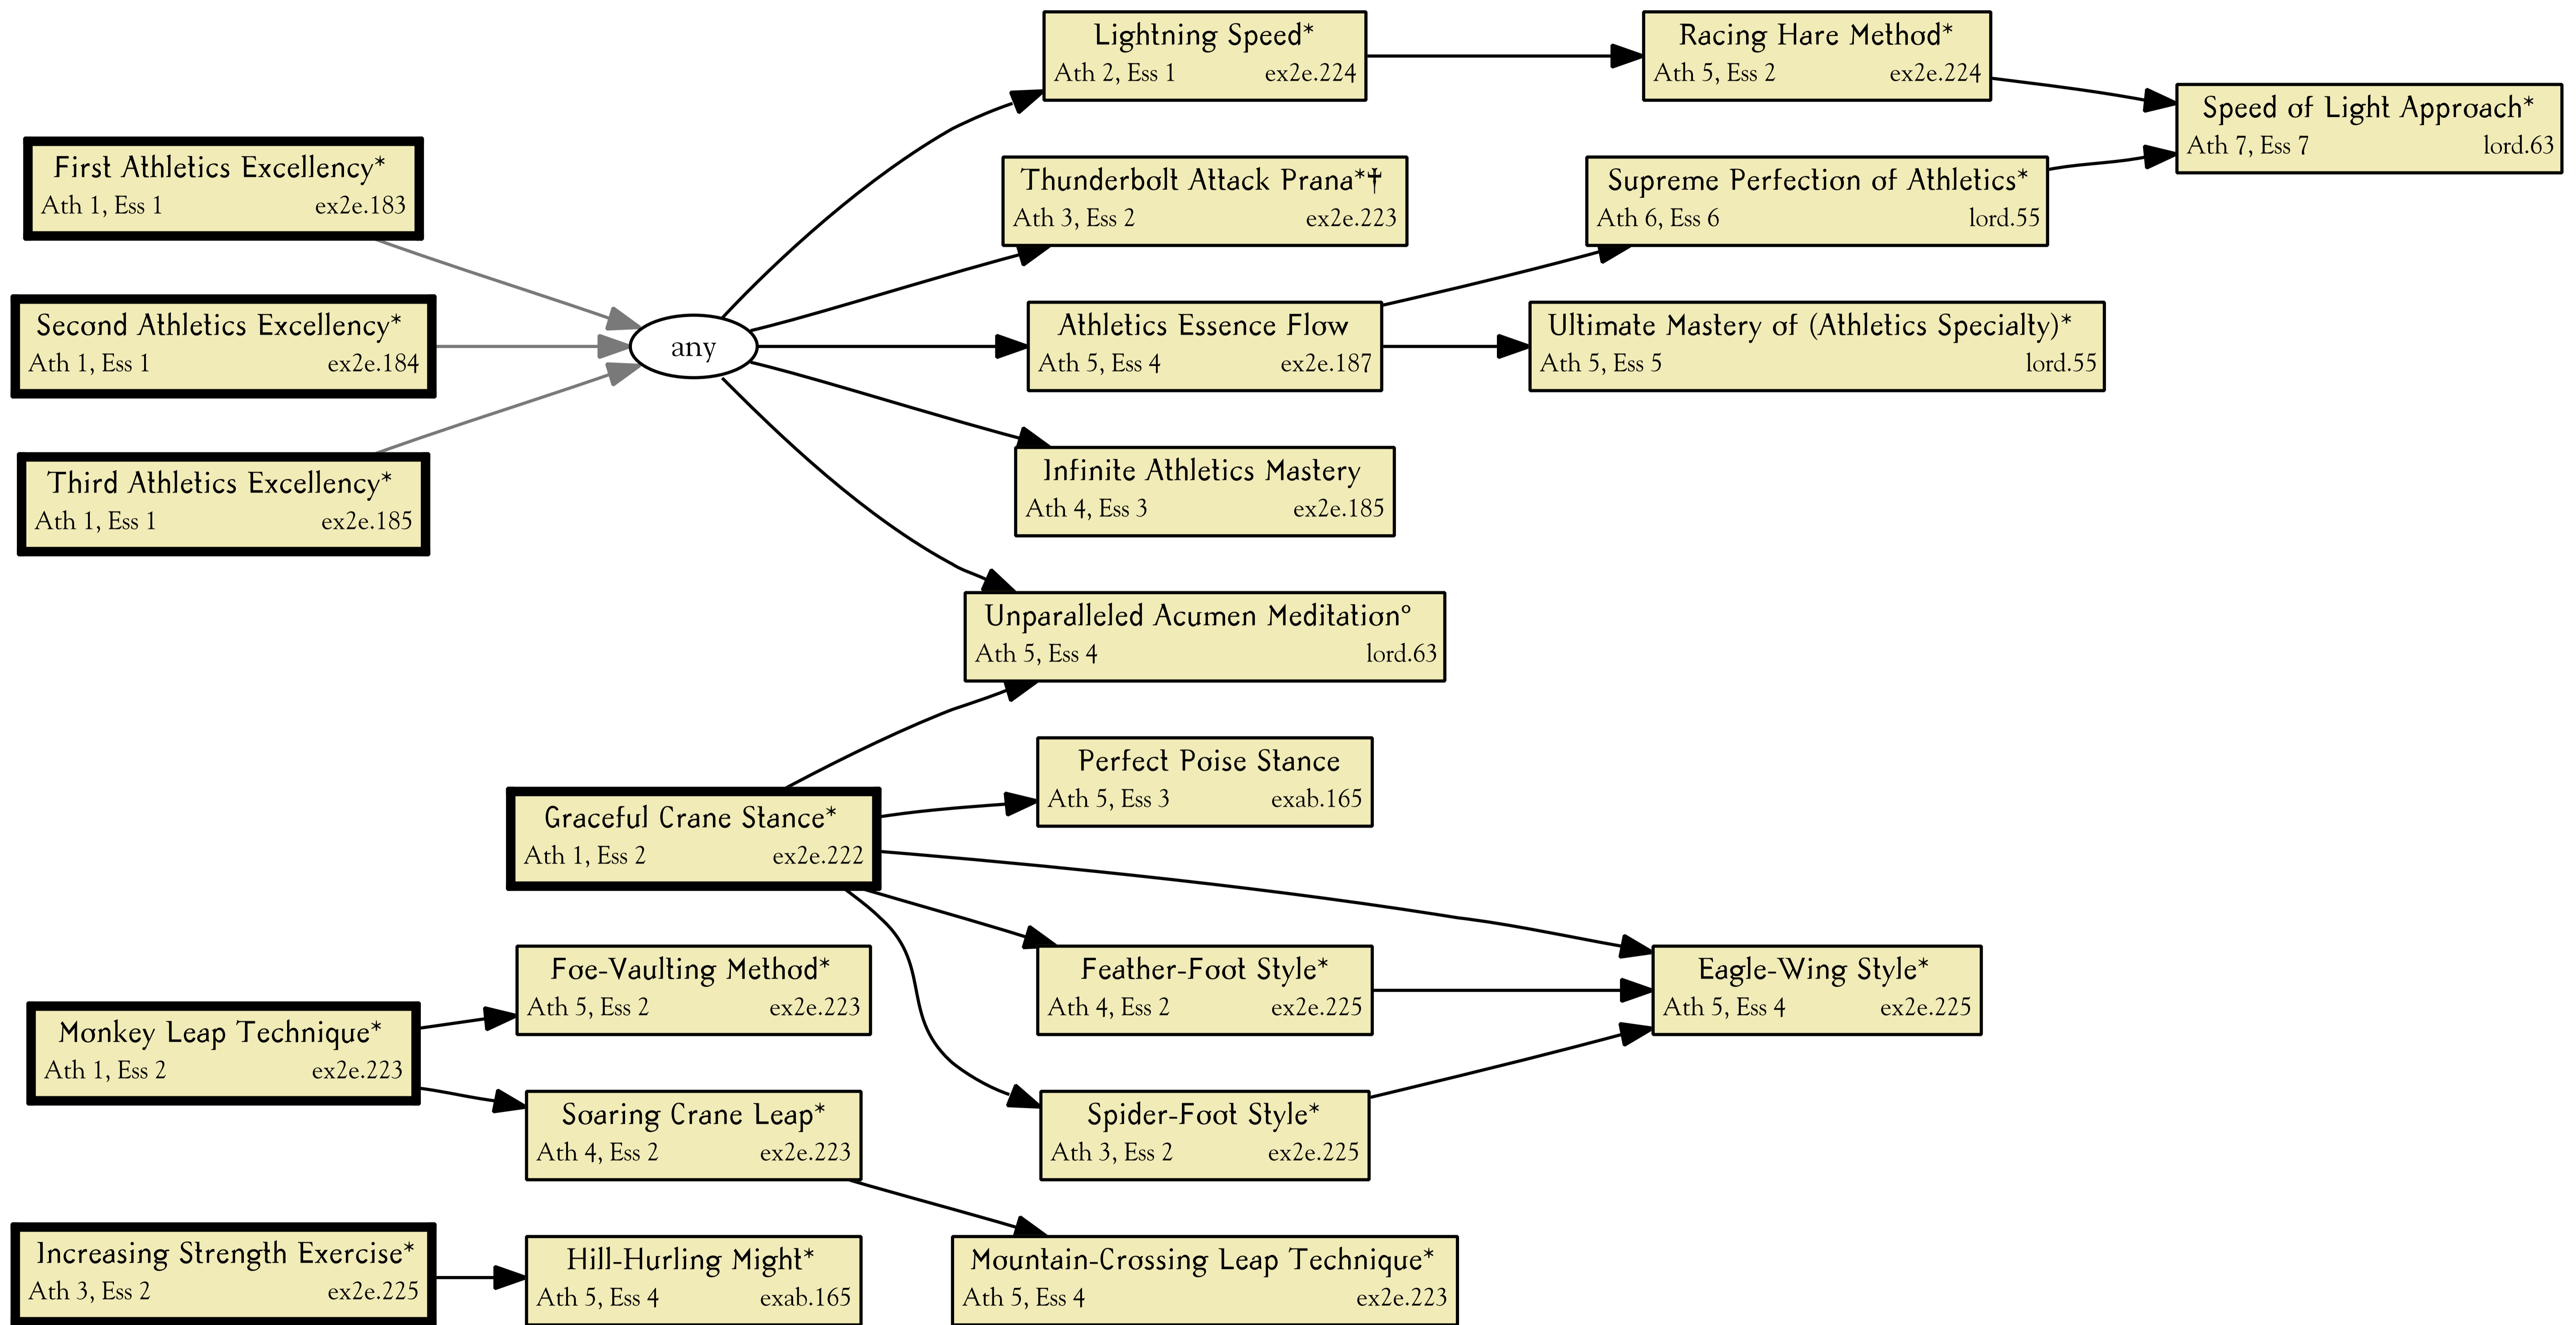 Lightning Speed*
Ath 2, Ess 1 ex2e.224
Racing Hare Method*
Ath 5, Ess 2 ex2e.224
Speed of Light Approach*
Ath 7, Ess 7 lord.63
First Athletics Excellency*
Ath 1, Ess 1 ex2e.183
Thunderbolt Attack Prana*✝
Ath 3, Ess 2 ex2e.223
Supreme Perfection of Athletics*
Ath 6, Ess 6 lord.55
Second Athletics Excellency*
Ath 1, Ess 1 ex2e.184
any
Athletics Essence Flow
Ath 5, Ess 4 ex2e.187
Ultimate Mastery of (Athletics Specialty)*
Ath 5, Ess 5 lord.55
Third Athletics Excellency*
Ath 1, Ess 1 ex2e.185
Infinite Athletics Mastery
Ath 4, Ess 3 ex2e.185
Unparalleled Acumen Meditation°
Ath 5, Ess 4 lord.63
Perfect Poise Stance
Ath 5, Ess 3 exab.165
Graceful Crane Stance*
Ath 1, Ess 2 ex2e.222
Foe-Vaulting Method*
Ath 5, Ess 2 ex2e.223
Feather-Foot Style*
Ath 4, Ess 2 ex2e.225
Eagle-Wing Style*
Ath 5, Ess 4 ex2e.225
Monkey Leap Technique*
Ath 1, Ess 2 ex2e.223
Soaring Crane Leap*
Ath 4, Ess 2 ex2e.223
Spider-Foot Style*
Ath 3, Ess 2 ex2e.225
Increasing Strength Exercise*
Ath 3, Ess 2 ex2e.225
Hill-Hurling Might*
Ath 5, Ess 4 exab.165
Mountain-Crossing Leap Technique*
Ath 5, Ess 4 ex2e.223